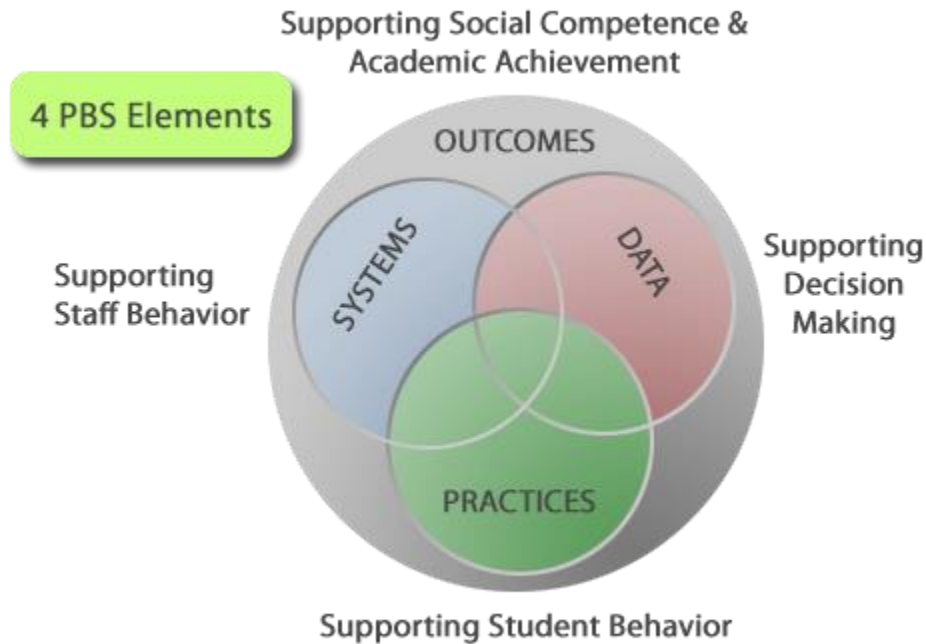 Supporting Social Competence &
Academic Achievement
4 PBS Elements
OUTCOMES
SYSTEMS
DATA
Supporting
Staff Behavior
Supporting
Decision
Making
PRACTICES
Supporting Student Behavior